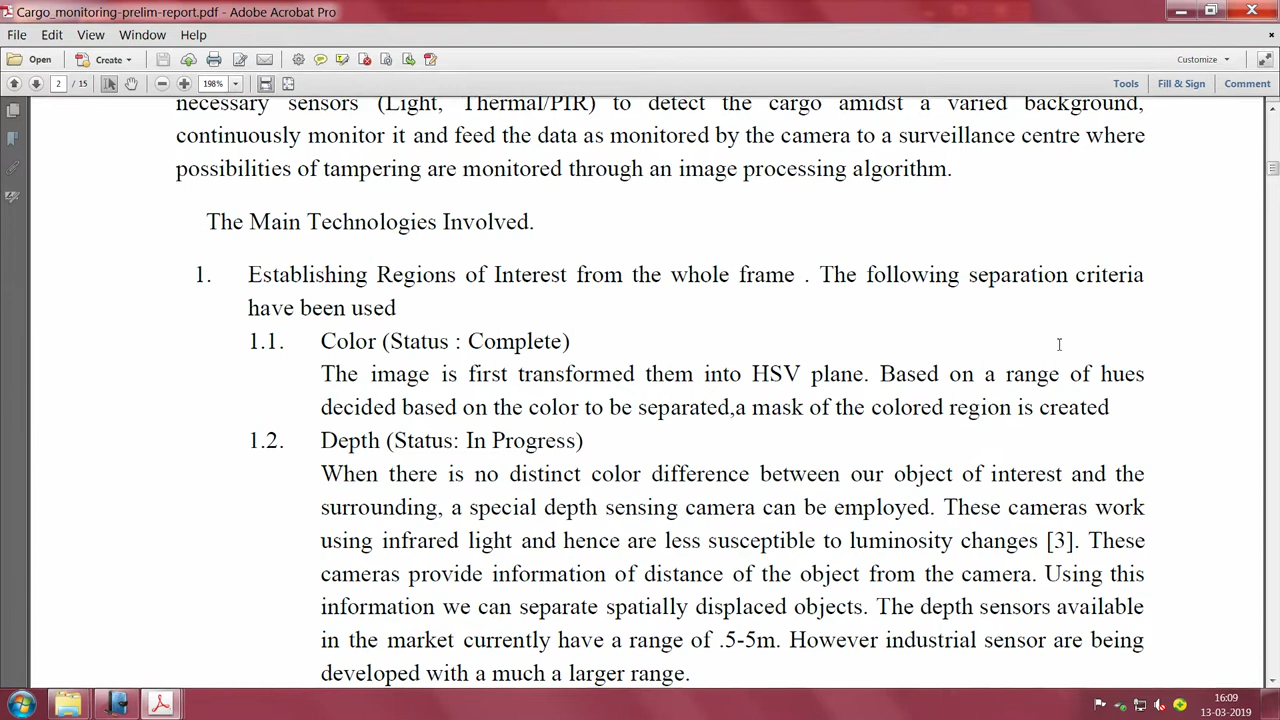 Cargo_monitoring-prelim-report.pdf - Adobe Acrobat Pro
File Edit View Window Help
Open Create Customize
2 / 15 198% Tools Fill & Sign Comment
necessary sensors (Light, Thermal/PIR) to detect the cargo amidst a varied background,
continuously monitor it and feed the data as monitored by the camera to a surveillance centre where
possibilities of tampering are monitored through an image processing algorithm.
The Main Technologies Involved.
1. Establishing Regions of Interest from the whole frame . The following separation criteria
have been used
1.1. Color (Status : Complete)
The image is first transformed them into HSV plane. Based on a range of hues
decided based on the color to be separated,a mask of the colored region is created
1.2. Depth (Status: In Progress)
When there is no distinct color difference between our object of interest and the
surrounding, a special depth sensing camera can be employed. These cameras work
using infrared light and hence are less susceptible to luminosity changes [3]. These
cameras provide information of distance of the object from the camera. Using this
information we can separate spatially displaced objects. The depth sensors available
in the market currently have a range of .5-5m. However industrial sensor are being
developed with a much a larger range.
16:09
13-03-2019